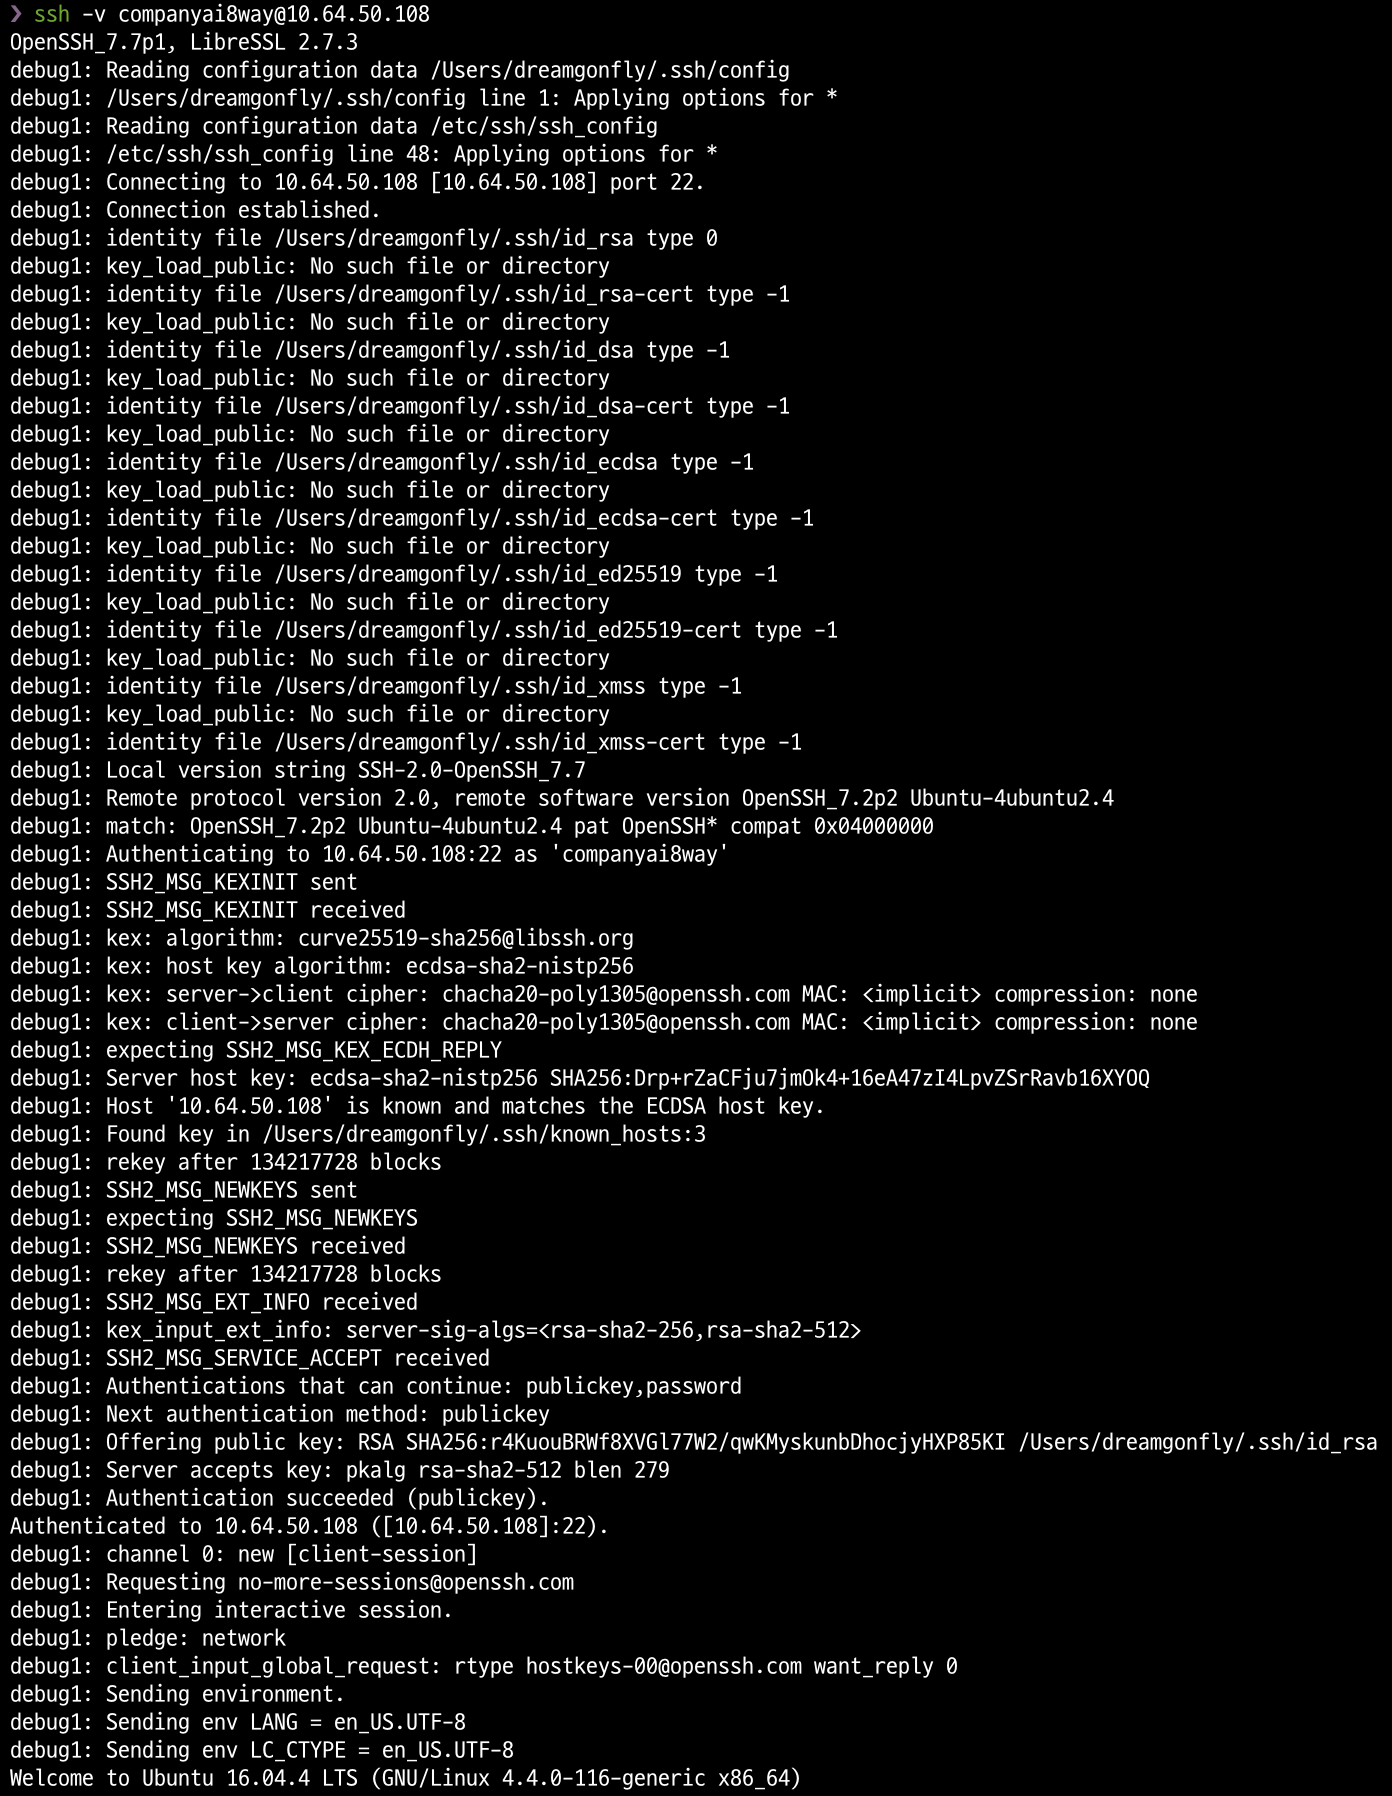 ❯ ssh -v companyai8way@10.64.50.108
OpenSSH_7.7p1, LibreSSL 2.7.3
debug1: Reading configuration data /Users/dreamgonfly/.ssh/config
debug1: /Users/dreamgonfly/.ssh/config line 1: Applying options for *
debug1: Reading configuration data /etc/ssh/ssh_config
debug1: /etc/ssh/ssh_config line 48: Applying options for *
debug1: Connecting to 10.64.50.108 [10.64.50.108] port 22.
debug1: Connection established.
debug1: identity file /Users/dreamgonfly/.ssh/id_rsa type 0
debug1: key_load_public: No such file or directory
debug1: identity file /Users/dreamgonfly/.ssh/id_rsa-cert type -1
debug1: key_load_public: No such file or directory
debug1: identity file /Users/dreamgonfly/.ssh/id_dsa type -1
debug1: key_load_public: No such file or directory
debug1: identity file /Users/dreamgonfly/.ssh/id_dsa-cert type -1
debug1: key_load_public: No such file or directory
debug1: identity file /Users/dreamgonfly/.ssh/id_ecdsa type -1
debug1: key_load_public: No such file or directory
debug1: identity file /Users/dreamgonfly/.ssh/id_ecdsa-cert type -1
debug1: key_load_public: No such file or directory
debug1: identity file /Users/dreamgonfly/.ssh/id_ed25519 type -1
debug1: key_load_public: No such file or directory
debug1: identity file /Users/dreamgonfly/.ssh/id_ed25519-cert type -1
debug1: key_load_public: No such file or directory
debug1: identity file /Users/dreamgonfly/.ssh/id_xmss type -1
debug1: key_load_public: No such file or directory
debug1: identity file /Users/dreamgonfly/.ssh/id_xmss-cert type -1
debug1: Local version string SSH-2.0-OpenSSH_7.7
debug1: Remote protocol version 2.0, remote software version OpenSSH_7.2p2 Ubuntu-4ubuntu2.4
debug1: match: OpenSSH_7.2p2 Ubuntu-4ubuntu2.4 pat OpenSSH* compat 0x04000000
debug1: Authenticating to 10.64.50.108:22 as 'companyai8way'
debug1: SSH2_MSG_KEXINIT sent
debug1: SSH2_MSG_KEXINIT received
debug1: kex: algorithm: curve25519-sha256@libssh.org
debug1: kex: host key algorithm: ecdsa-sha2-nistp256
debug1: kex: server->client cipher: chacha20-poly1305@openssh.com MAC: <implicit> compression: none
debug1: kex: client->server cipher: chacha20-poly1305@openssh.com MAC: <implicit> compression: none
debug1: expecting SSH2_MSG_KEX_ECDH_REPLY
debug1: Server host key: ecdsa-sha2-nistp256 SHA256:Drp+rZaCFju7jmOk4+16eA47zI4LpvZSrRavb16XYOQ
debug1: Host '10.64.50.108' is known and matches the ECDSA host key.
debug1: Found key in /Users/dreamgonfly/.ssh/known_hosts:3
debug1: rekey after 134217728 blocks
debug1: SSH2_MSG_NEWKEYS sent
debug1: expecting SSH2_MSG_NEWKEYS
debug1: SSH2_MSG_NEWKEYS received
debug1: rekey after 134217728 blocks
debug1: SSH2_MSG_EXT_INFO received
debug1: kex_input_ext_info: server-sig-algs=<rsa-sha2-256,rsa-sha2-512>
debug1: SSH2_MSG_SERVICE_ACCEPT received
debug1: Authentications that can continue: publickey,password
debug1: Next authentication method: publickey
debug1: Offering public key: RSA SHA256:r4KuouBRWf8XVGl77W2/qwKMyskunbDhocjyHXP85KI /Users/dreamgonfly/.ssh/id_rsa
debug1: Server accepts key: pkalg rsa-sha2-512 blen 279
debug1: Authentication succeeded (publickey).
Authenticated to 10.64.50.108 ([10.64.50.108]:22).
debug1: channel 0: new [client-session]
debug1: Requesting no-more-sessions@openssh.com
debug1: Entering interactive session.
debug1: pledge: network
debug1: client_input_global_request: rtype hostkeys-00@openssh.com want_reply 0
debug1: Sending environment.
debug1: Sending env LANG = en_US.UTF-8
debug1: Sending env LC_CTYPE = en_US.UTF-8
Welcome to Ubuntu 16.04.4 LTS (GNU/Linux 4.4.0-116-generic x86_64)